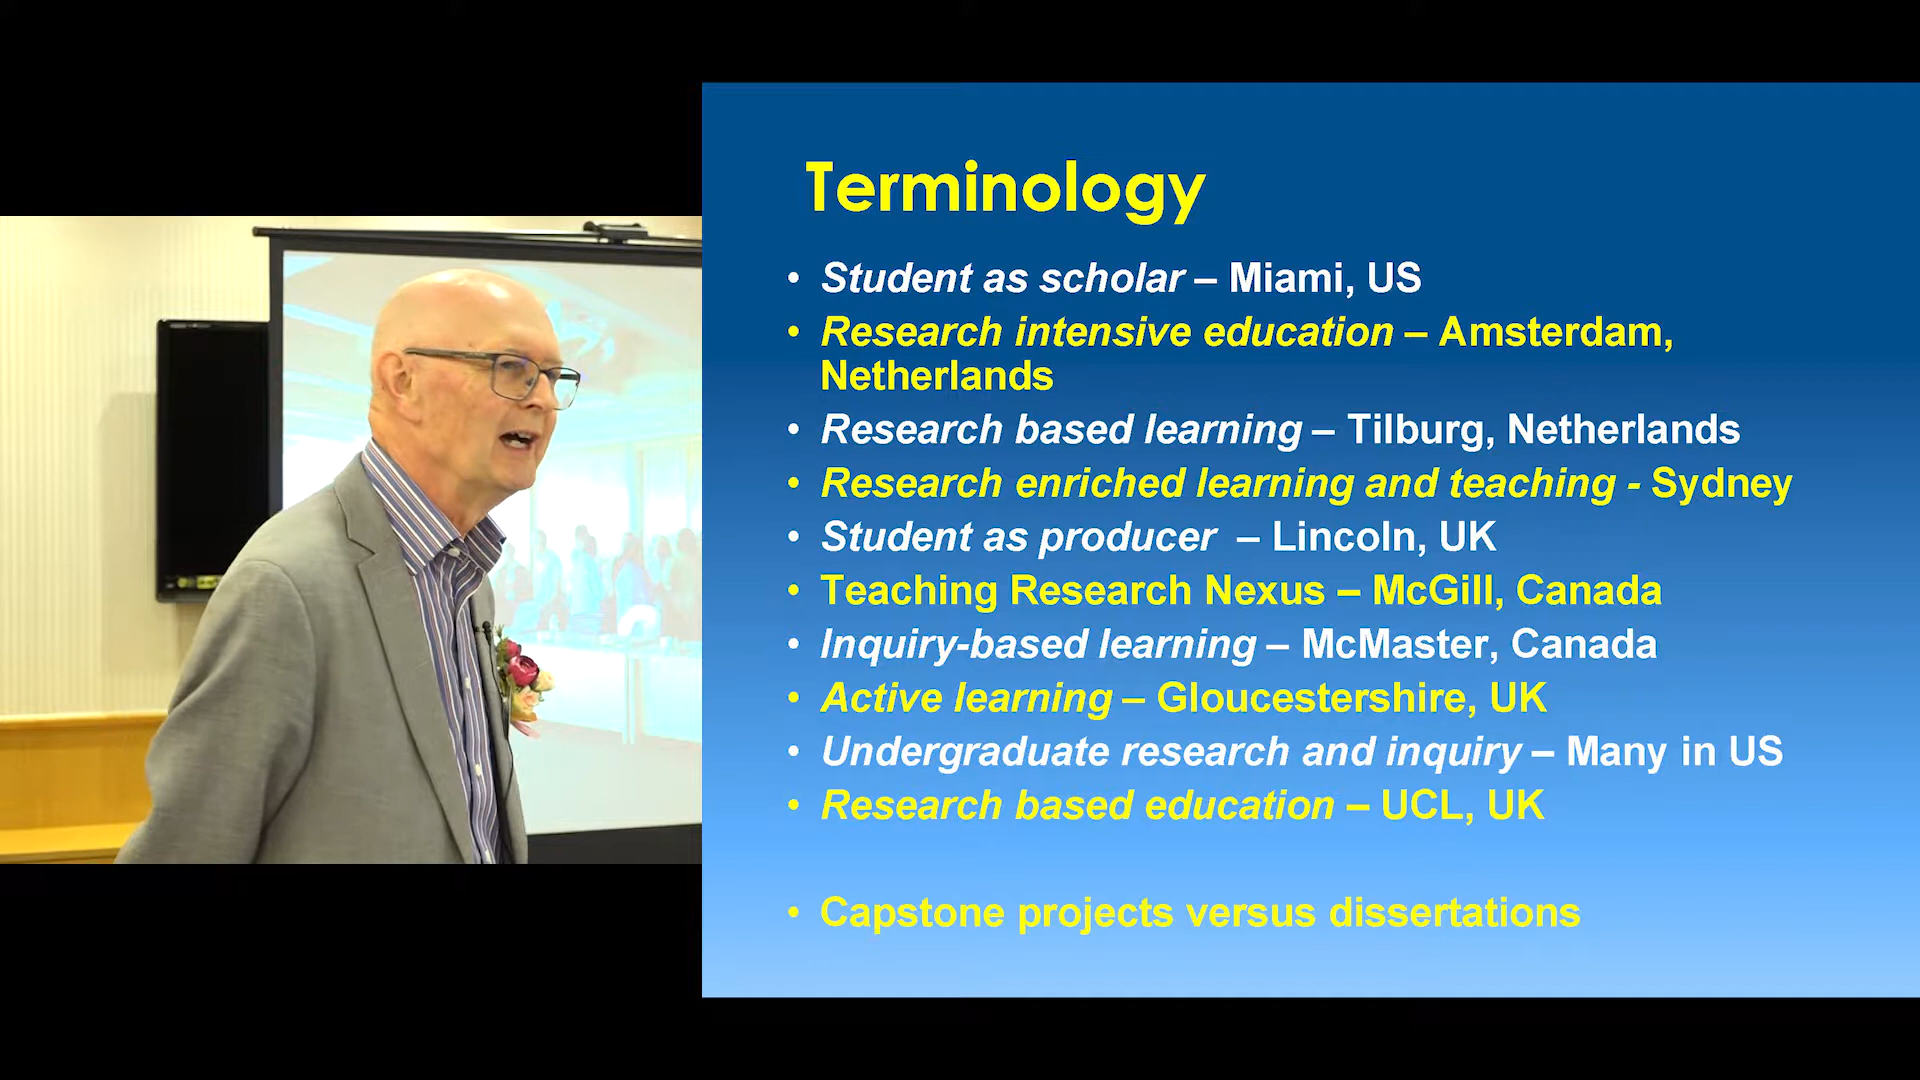 Terminology
• Student as scholar – Miami, US
• Research intensive education – Amsterdam,
Netherlands
• Research based learning – Tilburg, Netherlands
• Research enriched learning and teaching - Sydney
• Student as producer – Lincoln, UK
• Teaching Research Nexus – McGill, Canada
• Inquiry-based learning – McMaster, Canada
• Active learning – Gloucestershire, UK
• Undergraduate research and inquiry – Many in US
• Research based education – UCL, UK
• Capstone projects versus dissertations